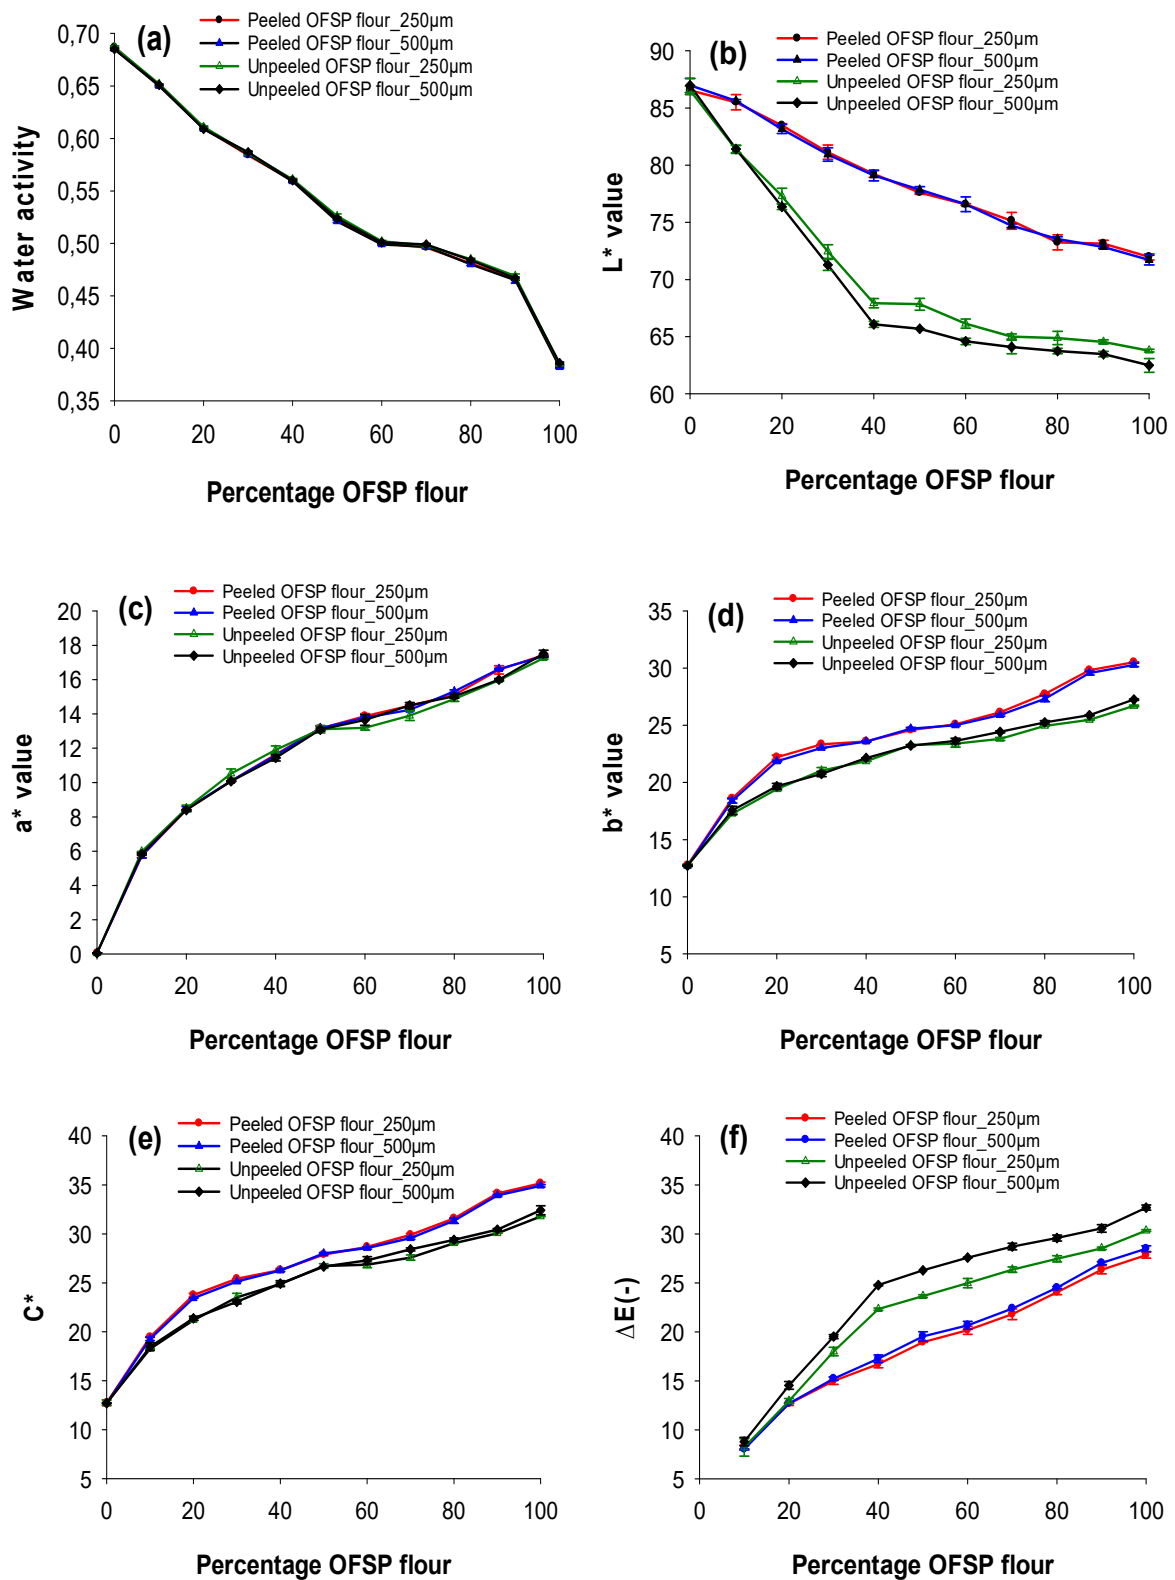 (a)
Peeled OFSP flour_250µm
Peeled OFSP flour_500µm
Unpeeled OFSP flour_250µm
Unpeeled OFSP flour_500µm
0,70
0,65
0,60
0,55
0,50
0,45
0,40
0,35
Water activity
0 20 40 60 80 100
Percentage OFSP flour
(b)
Peeled OFSP flour_250µm
Peeled OFSP flour_500µm
Unpeeled OFSP flour_250µm
Unpeeled OFSP flour_500µm
90
85
80
75
70
65
60
L* value
0 20 40 60 80 100
Percentage OFSP flour
(c)
Peeled OFSP flour_250µm
Peeled OFSP flour_500µm
Unpeeled OFSP flour_250µm
Unpeeled OFSP flour_500µm
20
18
16
14
12
10
8
6
4
2
0
a* value
0 20 40 60 80 100
Percentage OFSP flour
(d)
Peeled OFSP flour_250µm
Peeled OFSP flour_500µm
Unpeeled OFSP flour_250µm
Unpeeled OFSP flour_500µm
35
30
25
20
15
10
5
b* value
0 20 40 60 80 100
Percentage OFSP flour
(e)
Peeled OFSP flour_250µm
Peeled OFSP flour_500µm
Unpeeled OFSP flour_250µm
Unpeeled OFSP flour_500µm
40
35
30
25
20
15
10
5
C*
0 20 40 60 80 100
Percentage OFSP flour
(f)
Peeled OFSP flour_250µm
Peeled OFSP flour_500µm
Unpeeled OFSP flour_250µm
Unpeeled OFSP flour_500µm
40
35
30
25
20
15
10
5
ΔE(-)
0 20 40 60 80 100
Percentage OFSP flour